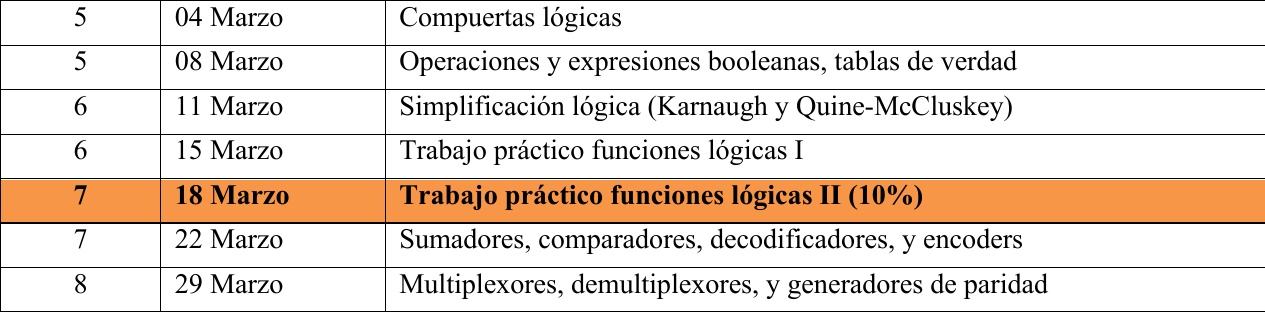 5 04 Marzo Compuertas lógicas
5 08 Marzo Operaciones y expresiones booleanas, tablas de verdad
6 11 Marzo Simplificación lógica (Karnaugh y Quine-McCluskey)
6 15 Marzo Trabajo práctico funciones lógicas I
7 18 Marzo Trabajo práctico funciones lógicas II (10%)
7 22 Marzo Sumadores, comparadores, decodificadores, y encoders
8 29 Marzo Multiplexores, demultiplexores, y generadores de paridad